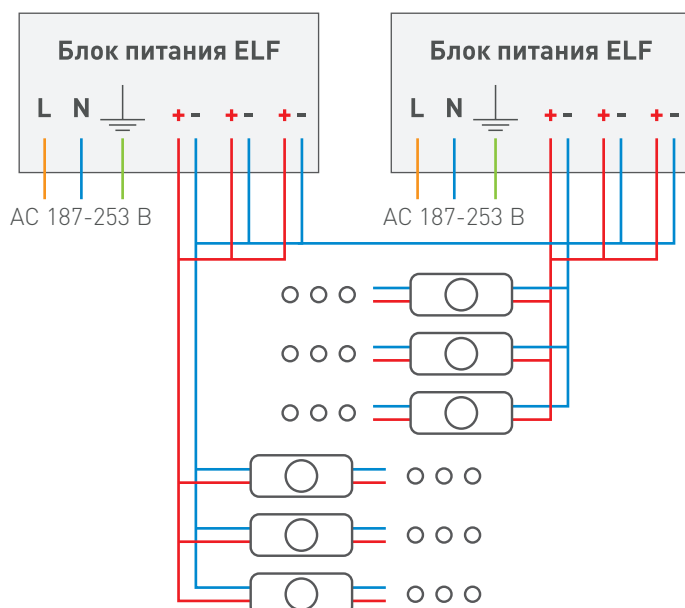 Блок питания ELF
L N + - + - + -
AC 187-253 В
Блок питания ELF
L N + - + - + -
AC 187-253 В